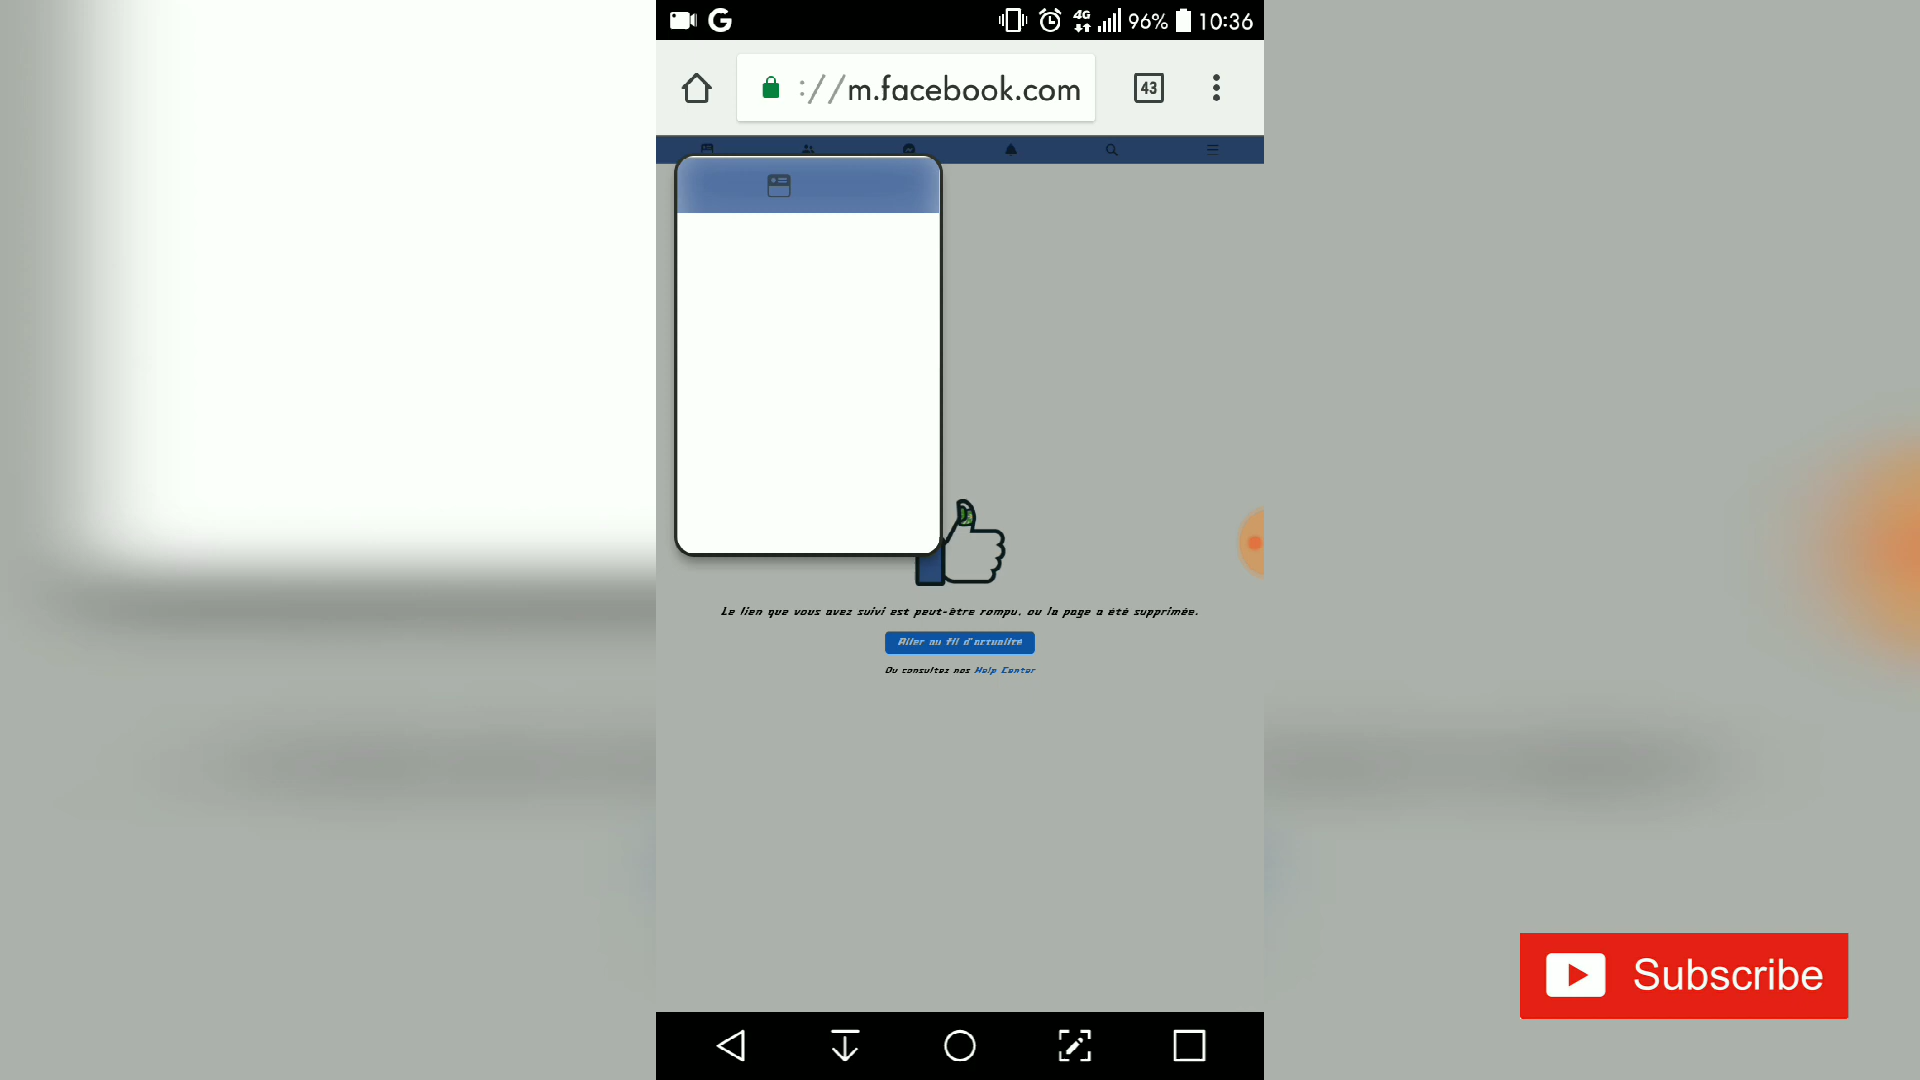 G 4G 96% 10:36
://m.facebook.com 43
Le lien que vous avez suivi est peut-être rompu, ou la page a été supprimée.
Aller au fil d'actualité
Ou consultez nos Help Center
Subscribe